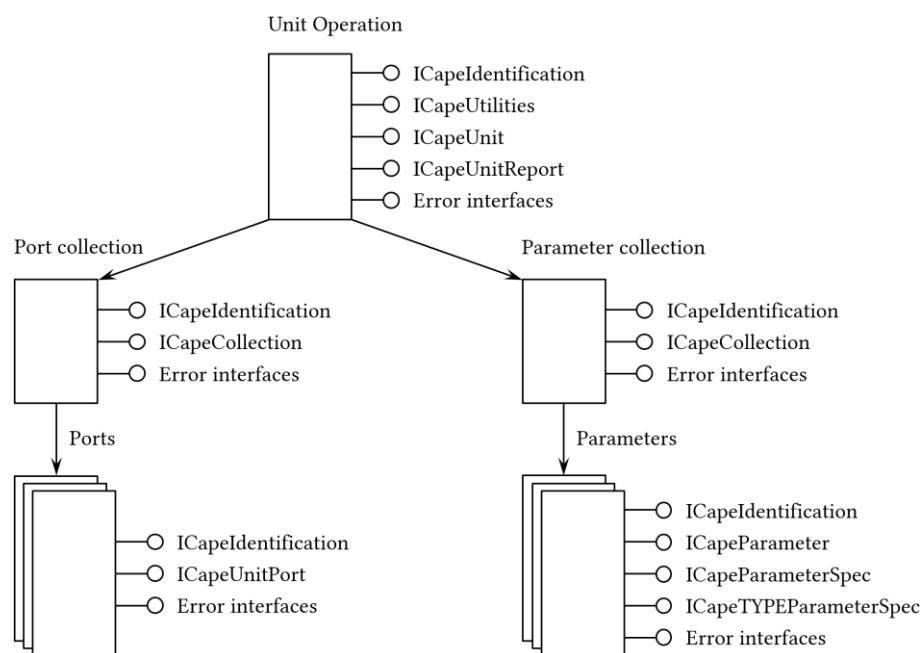 Unit Operation
ICapeIdentification
ICapeUtilities
ICapeUnit
ICapeUnitReport
Error interfaces
Port collection
ICapeIdentification
ICapeCollection
Error interfaces
Parameter collection
ICapeIdentification
ICapeCollection
Error interfaces
Ports
ICapeIdentification
ICapeUnitPort
Error interfaces
Parameters
ICapeIdentification
ICapeParameter
ICapeParameterSpec
ICapeTYPEParameterSpec
Error interfaces